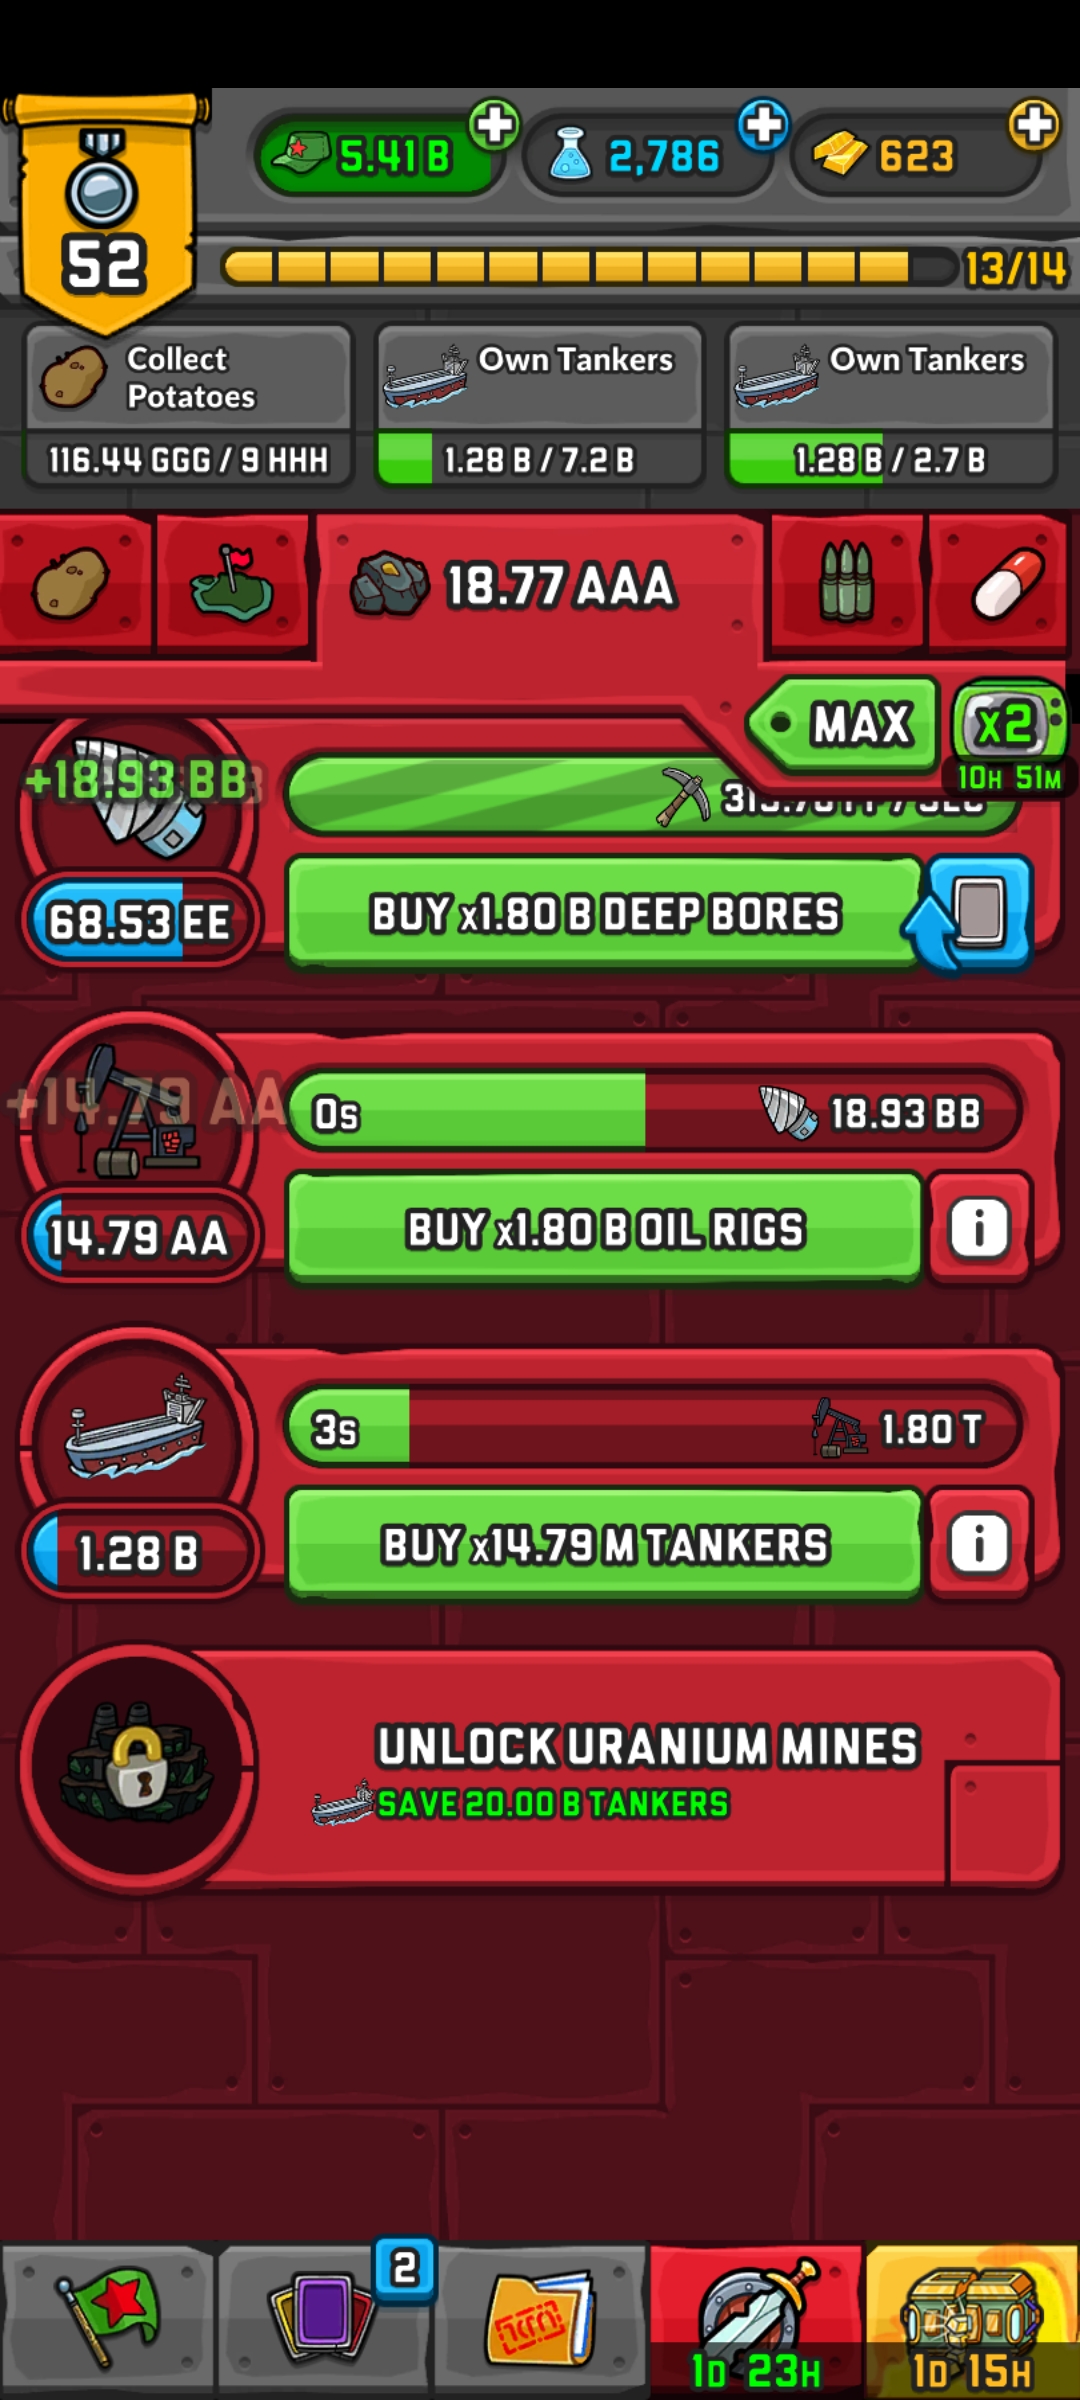 5.41 B
2,786
623
52
13/14
Collect
Potatoes
116.44 GGG / 9 HHH
Own Tankers
1.28 B / 7.2 B
Own Tankers
1.28 B / 2.7 B
18.77 AAA
MAX
x2
10H 51M
+18.93 BB
68.53 EE
BUY x1.80 B DEEP BORES
+14.79 AA
0s
18.93 BB
14.79 AA
BUY x1.80 B OIL RIGS
i
3s
1.80 T
1.28 B
BUY x14.79 M TANKERS
i
UNLOCK URANIUM MINES
SAVE 20.00 B TANKERS
2
1D 23H
1D 15H